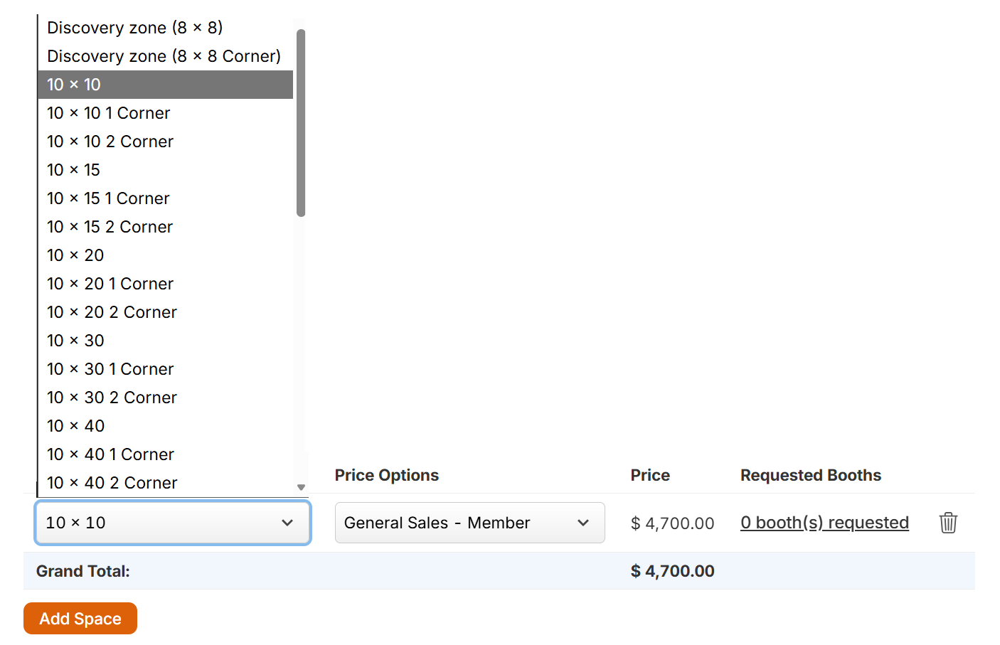 Discovery zone (8 × 8)
Discovery zone (8 × 8 Corner)
10 × 10
10 × 10 1 Corner
10 × 10 2 Corner
10 × 15
10 × 15 1 Corner
10 × 15 2 Corner
10 × 20
10 × 20 1 Corner
10 × 20 2 Corner
10 × 30
10 × 30 1 Corner
10 × 30 2 Corner
10 × 40
10 × 40 1 Corner
10 × 40 2 Corner
Price Options Price Requested Booths
10 × 10 General Sales - Member $ 4,700.00 0 booth(s) requested
Grand Total: $ 4,700.00
Add Space